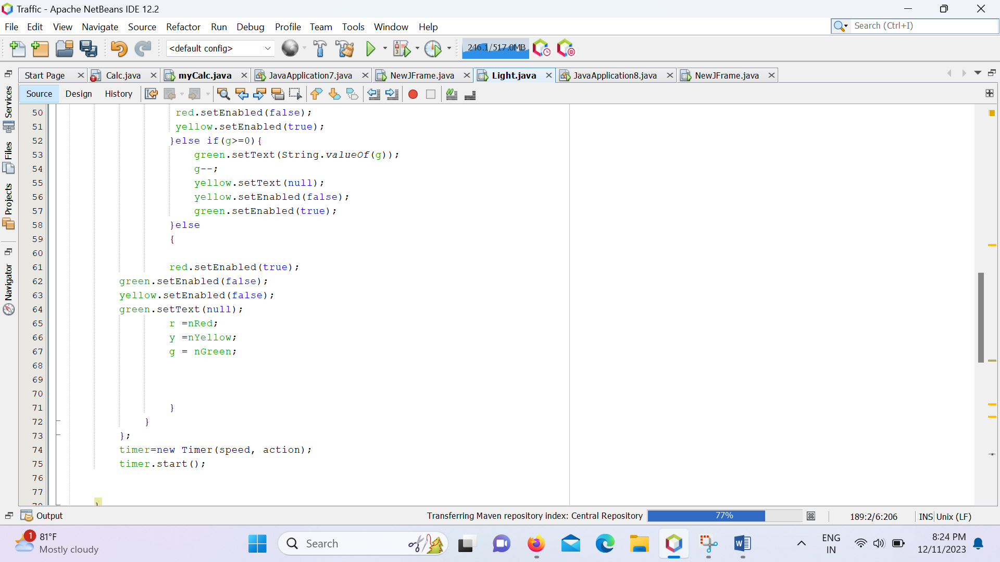 Traffic - Apache NetBeans IDE 12.2
File Edit View Navigate Source Refactor Run Debug Profile Team Tools Window Help
Search (Ctrl+I)
<default config>
246.1/517.0MB
Start Page Calc.java myCalc.java JavaApplication7.java NewJFrame.java Light.java JavaApplication8.java NewJFrame.java
Source Design History
Services
Files
Projects
Navigator
50 red.setEnabled(false);
51 yellow.setEnabled(true);
52 }else if(g>=0){
53 green.setText(String.valueOf(g));
54 g--;
55 yellow.setText(null);
56 yellow.setEnabled(false);
57 green.setEnabled(true);
58 }else
59 {
60
61 red.setEnabled(true);
62 green.setEnabled(false);
63 yellow.setEnabled(false);
64 green.setText(null);
65 r =nRed;
66 y =nYellow;
67 g = nGreen;
68
69
70
71 }
72 }
73 };
74 timer=new Timer(speed, action);
75 timer.start();
76
77
Output
Transferring Maven repository index: Central Repository 77%
189:2/6:206 INS Unix (LF)
1
81°F
Mostly cloudy
Search
ENG
IN
8:24 PM
12/11/2023